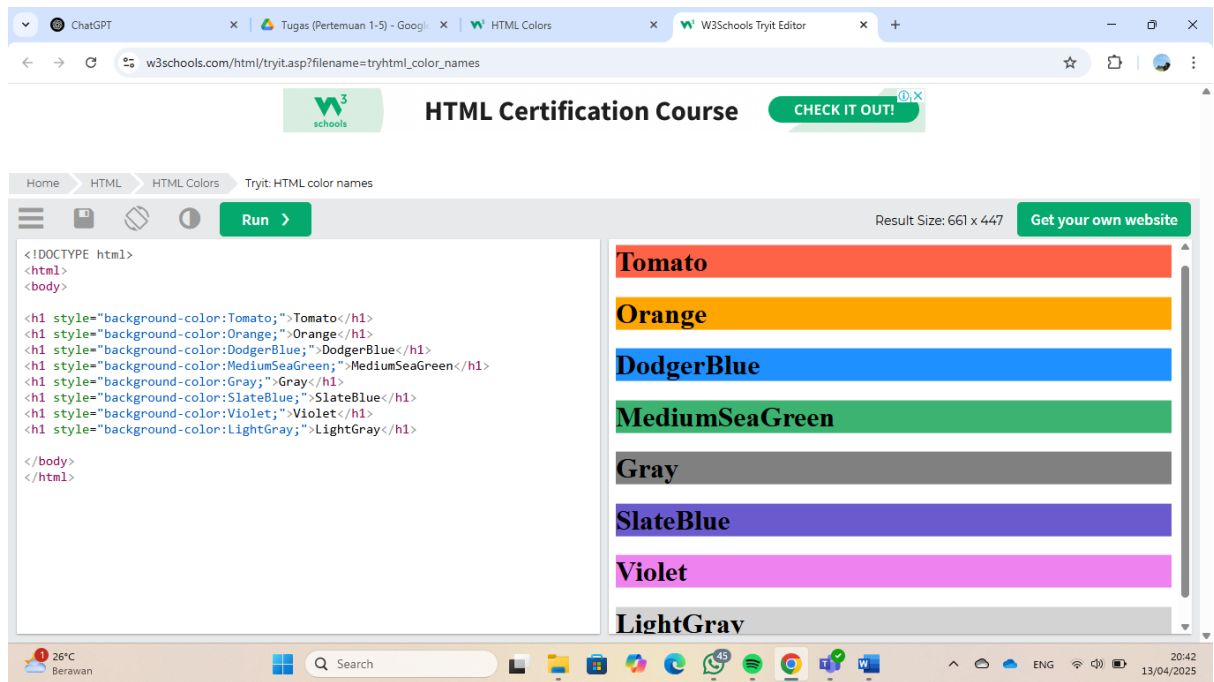 ChatGPT
Tugas (Pertemuan 1-5) - Googl
HTML Colors
W3Schools Tryit Editor
w3schools.com/html/tryit.asp?filename=tryhtml_color_names
W3
schools
HTML Certification Course
CHECK IT OUT!
Home
HTML
HTML Colors
Tryit: HTML color names
Run ❯
Result Size: 661 x 447
Get your own website
<!DOCTYPE html>
<html>
<body>
<h1 style="background-color:Tomato;">Tomato</h1>
<h1 style="background-color:Orange;">Orange</h1>
<h1 style="background-color:DodgerBlue;">DodgerBlue</h1>
<h1 style="background-color:MediumSeaGreen;">MediumSeaGreen</h1>
<h1 style="background-color:Gray;">Gray</h1>
<h1 style="background-color:SlateBlue;">SlateBlue</h1>
<h1 style="background-color:Violet;">Violet</h1>
<h1 style="background-color:LightGray;">LightGray</h1>
</body>
</html>
Tomato
Orange
DodgerBlue
MediumSeaGreen
Gray
SlateBlue
Violet
LightGray
1
26°C
Berawan
Search
45
ENG
20:42
13/04/2025